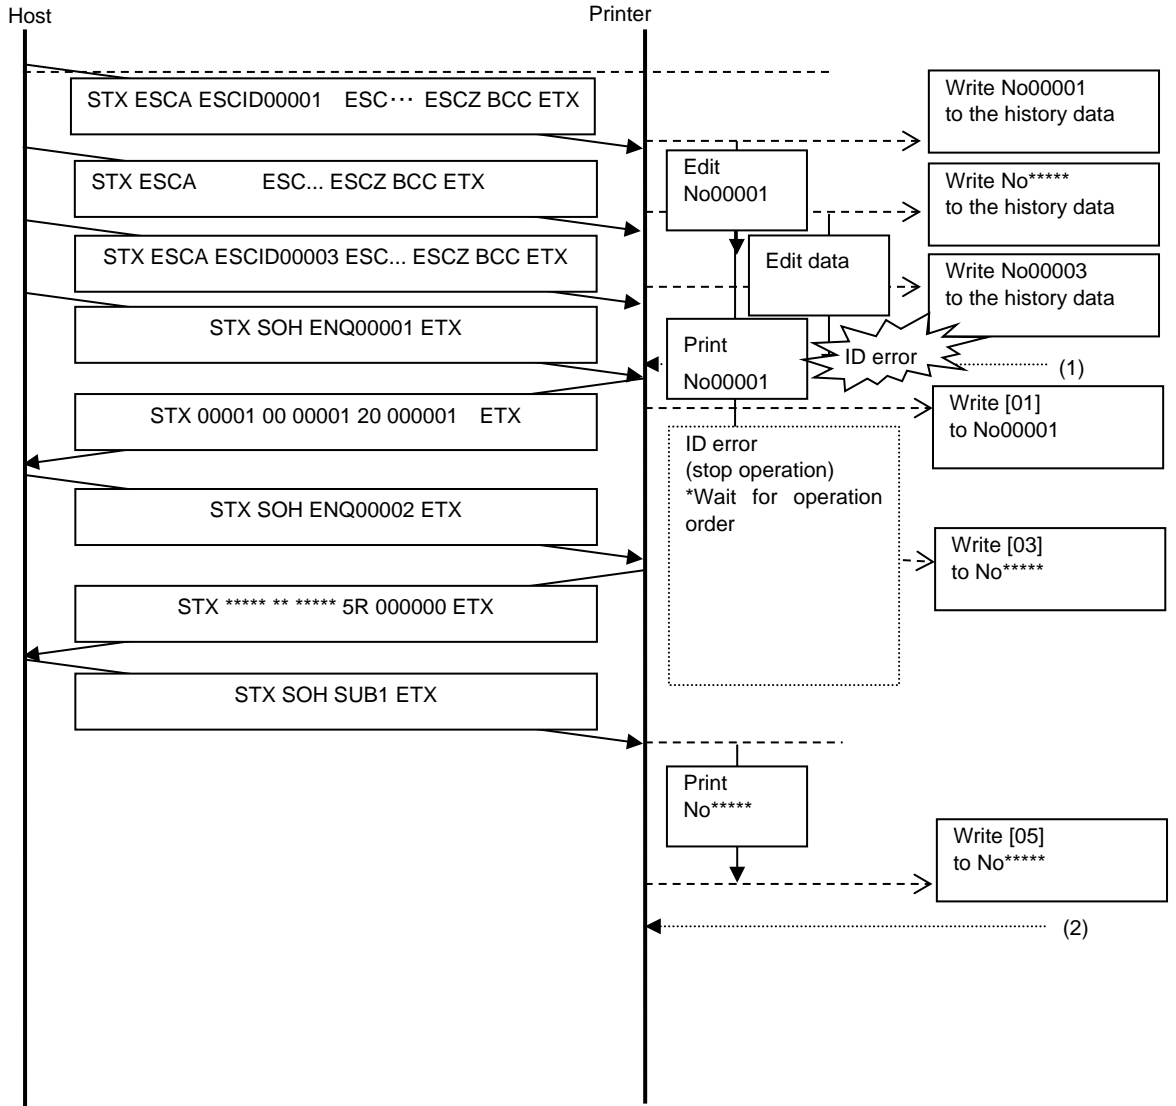 Host
Printer
STX ESCA ESCID00001 ESC··· ESCZ BCC ETX
Write No00001
to the history data
Edit
No00001
STX ESCA ESC... ESCZ BCC ETX
Write No*****
to the history data
STX ESCA ESCID00003 ESC... ESCZ BCC ETX
Edit data
Write No00003
to the history data
STX SOH ENQ00001 ETX
Print
No00001
ID error
(1)
STX 00001 00 00001 20 000001 ETX
Write [01]
to No00001
ID error
(stop operation)
*Wait for operation
order
STX SOH ENQ00002 ETX
Write [03]
to No*****
STX ***** ** ***** 5R 000000 ETX
STX SOH SUB1 ETX
Print
No*****
Write [05]
to No*****
(2)